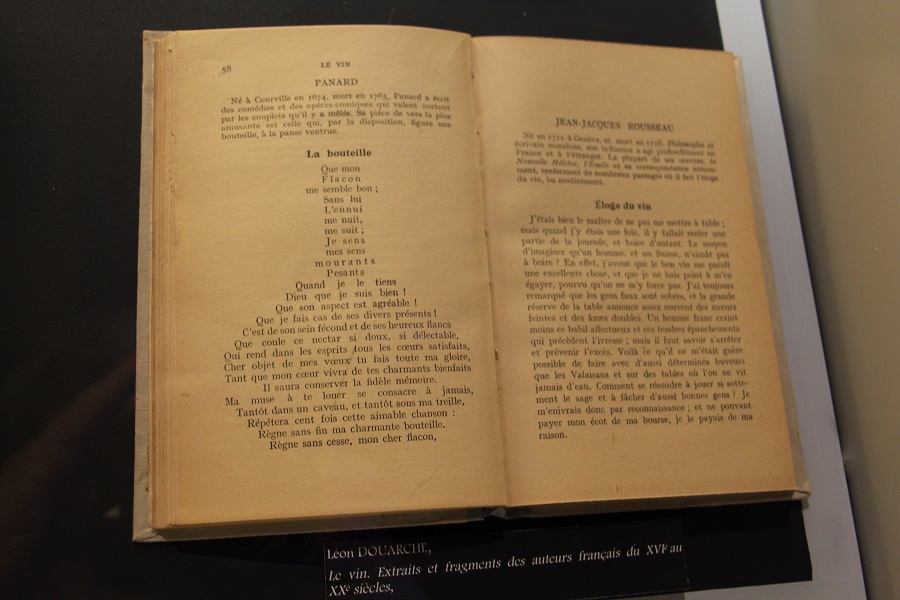 58
LE VIN
PANARD
Né à Courville en 1674, mort en 1765, Panard a écrit
des comédies et des opéras-comiques qui valent surtout
par les couplets qu'il y a mêlés. Sa pièce de vers la plus
amusante est celle qui, par la disposition, figure une
bouteille, à la panse ventrue.
La bouteille
Que mon
Flacon
me semble bon ;
Sans lui
L'ennui
me nuit,
me suit ;
Je sens
mes sens
mourants
Pesants
Quand je le tiens
Dieu que je suis bien !
Que son aspect est agréable !
Que je fais cas de ses divers présents !
C'est de son sein fécond et de ses heureux flancs
Que coule ce nectar si doux, si délectable,
Qui rend dans les esprits tous les cœurs satisfaits,
Cher objet de mes vœux tu fais toute ma gloire,
Tant que mon cœur vivra de tes charmants bienfaits
Il saura conserver la fidèle mémoire.
Ma muse à te louer se consacre à jamais,
Tantôt dans un caveau, et tantôt sous ma treille,
Répétera cent fois cette aimable chanson :
Règne sans fin ma charmante bouteille,
Règne sans cesse, mon cher flacon,
JEAN-JACQUES ROUSSEAU
Né en 1712 à Genève, et mort en 1778. Philosophe et
écrivain moraliste, son influence a agi profondément en
France et à l'étranger. La plupart de ses œuvres, la
Nouvelle Héloïse, l'Émile et sa correspondance notam-
ment, renferment de nombreux passages où il fait l'éloge
du vin, bu modérément.
Éloge du vin
J'étais bien le maître de ne pas me mettre à table ;
mais quand j'y étais une fois, il y fallait rester une
partie de la journée, et boire d'autant. Le moyen
d'imaginer qu'un homme, et un Suisse, n'aimât pas
à boire ? En effet, j'avoue que le bon vin me paraît
une excellente chose, et que je ne hais point à m'en
égayer, pourvu qu'on ne m'y force pas. J'ai toujours
remarqué que les gens faux sont sobres, et la grande
réserve de la table annonce assez souvent des mœurs
feintes et des âmes doubles. Un homme franc craint
moins ce babil affectueux et ces tendres épanchements
qui précèdent l'ivresse ; mais il faut savoir s'arrêter
et prévenir l'excès. Voilà ce qu'il ne m'était guère
possible de faire avec d'aussi déterminés buveurs
que les Valaisans et sur des tables où l'on ne vit
jamais d'eau. Comment se résoudre à jouer si sotte-
ment le sage et à fâcher d'aussi bonnes gens ? Je
m'enivrais donc par reconnaissance ; et ne pouvant
payer mon écot de ma bourse, je le payais de ma
raison.
Léon DOUARCHE,
Le vin. Extraits et fragments des auteurs français du XVIe au
XXe siècles,